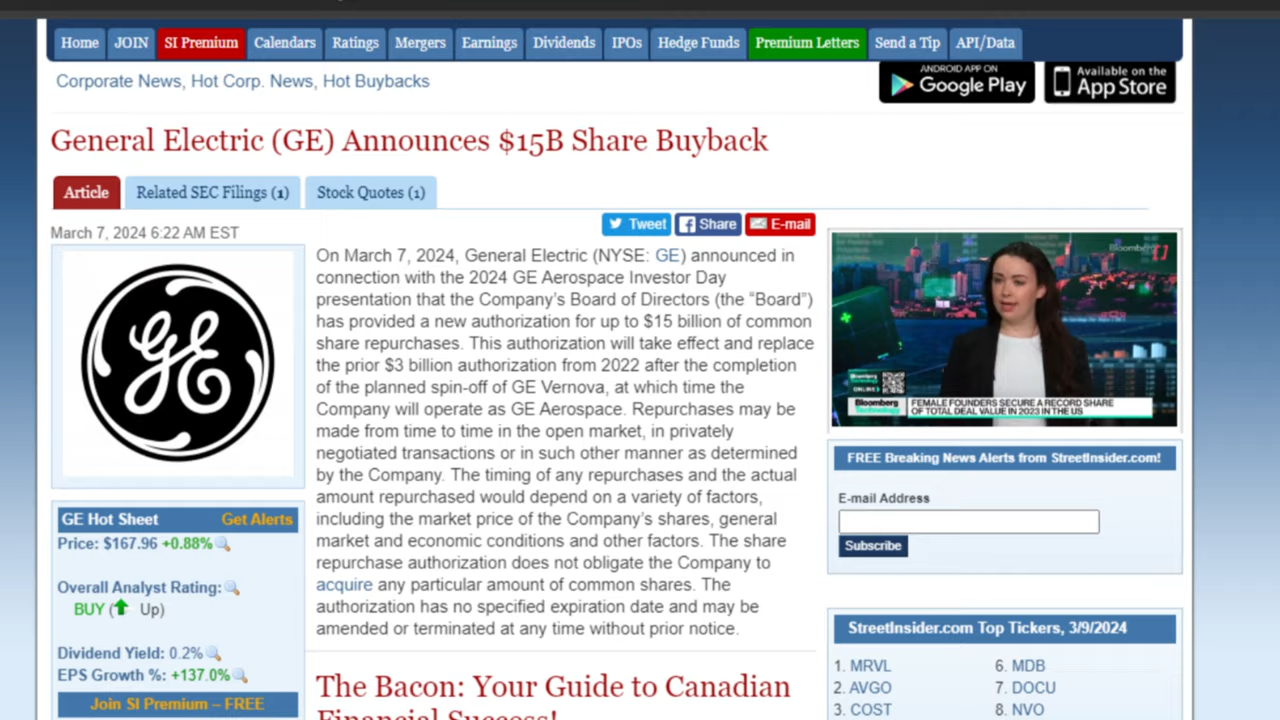 Home JOIN SI Premium Calendars Ratings Mergers Earnings Dividends IPOs Hedge Funds Premium Letters Send a Tip API/Data
Corporate News, Hot Corp. News, Hot Buybacks
ANDROID APP ON
Google Play
Available on the
App Store
General Electric (GE) Announces $15B Share Buyback
Article Related SEC Filings (1) Stock Quotes (1)
Tweet Share E-mail
March 7, 2024 6:22 AM EST
GE
GE Hot Sheet Get Alerts
Price: $167.96 +0.88%
Overall Analyst Rating:
BUY ( Up)
Dividend Yield: 0.2%
EPS Growth %: +137.0%
Join SI Premium – FREE
On March 7, 2024, General Electric (NYSE: GE) announced in
connection with the 2024 GE Aerospace Investor Day
presentation that the Company's Board of Directors (the “Board”)
has provided a new authorization for up to $15 billion of common
share repurchases. This authorization will take effect and replace
the prior $3 billion authorization from 2022 after the completion
of the planned spin-off of GE Vernova, at which time the
Company will operate as GE Aerospace. Repurchases may be
made from time to time in the open market, in privately
negotiated transactions or in such other manner as determined
by the Company. The timing of any repurchases and the actual
amount repurchased would depend on a variety of factors,
including the market price of the Company's shares, general
market and economic conditions and other factors. The share
repurchase authorization does not obligate the Company to
acquire any particular amount of common shares. The
authorization has no specified expiration date and may be
amended or terminated at any time without prior notice.
The Bacon: Your Guide to Canadian
Financial Success!
Bloomberg
Bloomberg
Technology
ONLINE
Bloomberg
FEMALE FOUNDERS SECURE A RECORD SHARE
OF TOTAL DEAL VALUE IN 2023 IN THE US
FREE Breaking News Alerts from StreetInsider.com!
E-mail Address
Subscribe
StreetInsider.com Top Tickers, 3/9/2024
1. MRVL 6. MDB
2. AVGO 7. DOCU
3. COST 8. NVO